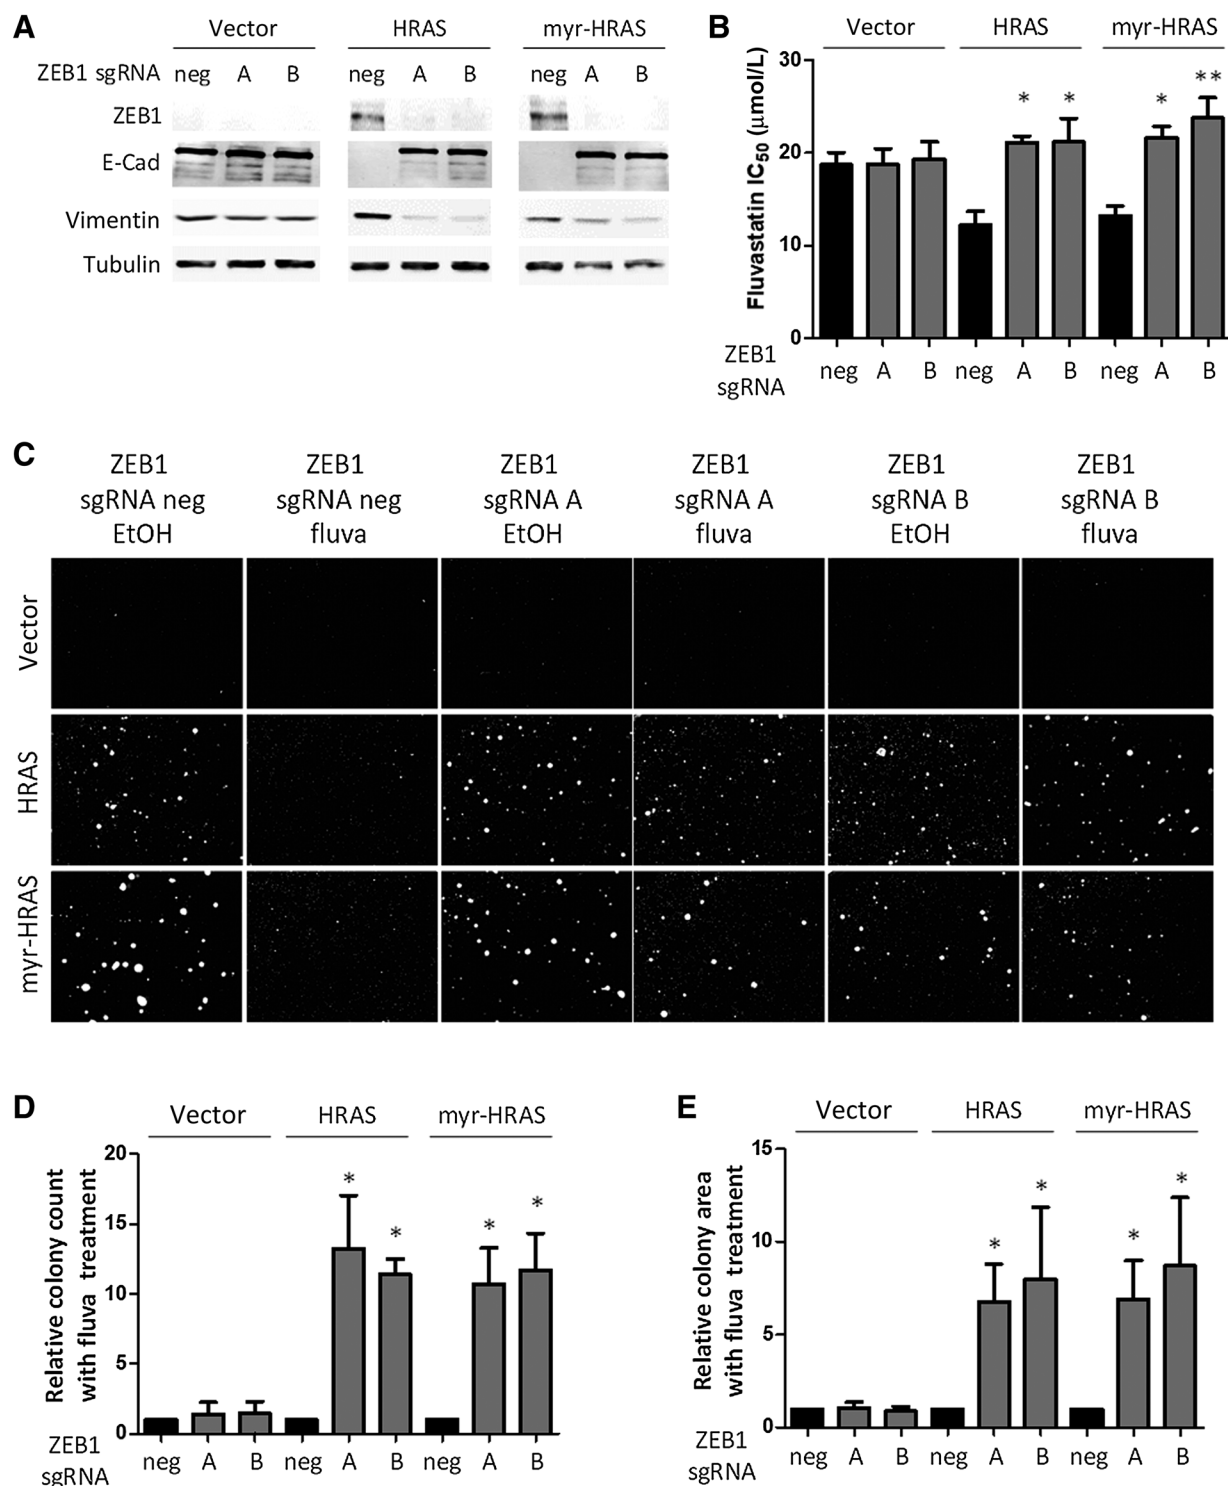 A
Vector HRAS myr-HRAS
ZEB1 sgRNA neg A B neg A B neg A B
ZEB1
E-Cad
Vimentin
Tubulin
B
Vector HRAS myr-HRAS
Fluvastatin IC50 (μmol/L)
30
20
10
0
* * * **
ZEB1
sgRNA
neg A B neg A B neg A B
C
ZEB1
sgRNA neg
EtOH
ZEB1
sgRNA neg
fluva
ZEB1
sgRNA A
EtOH
ZEB1
sgRNA A
fluva
ZEB1
sgRNA B
EtOH
ZEB1
sgRNA B
fluva
Vector
HRAS
myr-HRAS
D
Vector HRAS myr-HRAS
Relative colony count
with fluva treatment
20
15
10
5
0
* * * *
ZEB1
sgRNA
neg A B neg A B neg A B
E
Vector HRAS myr-HRAS
Relative colony area
with fluva treatment
15
10
5
0
* * * *
ZEB1
sgRNA
neg A B neg A B neg A B